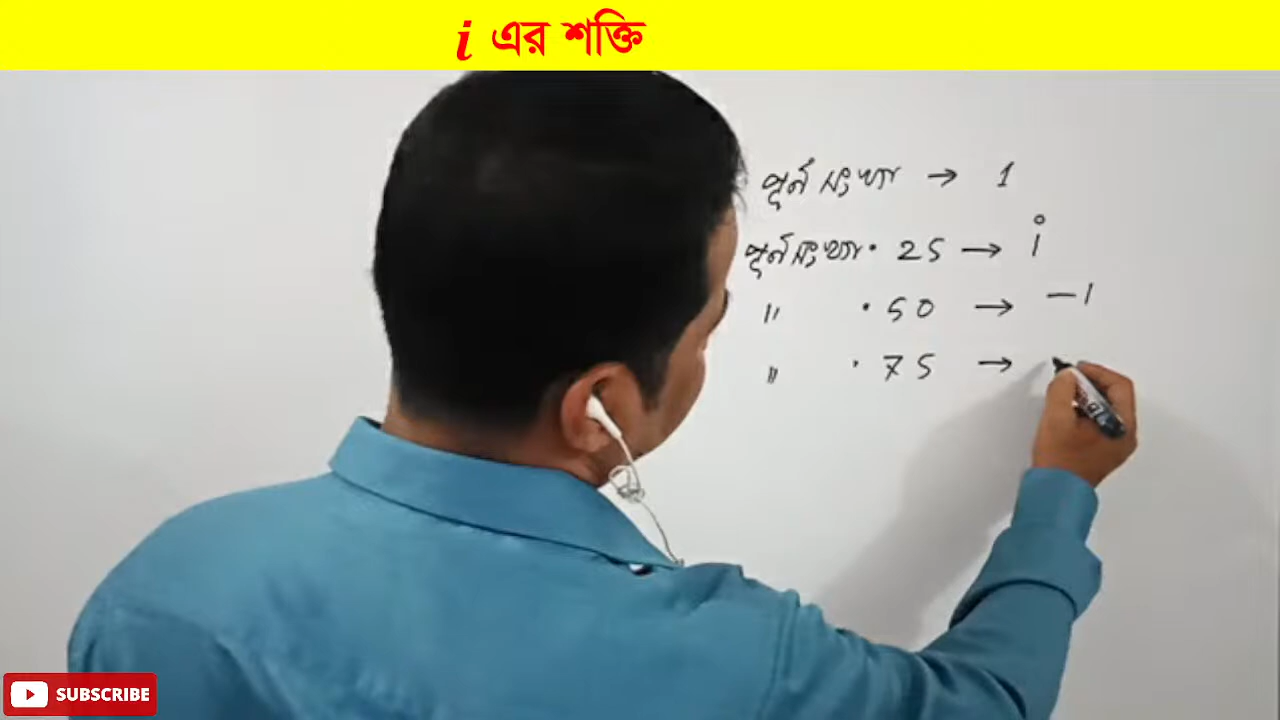 i এর শক্তি
পূর্ন সংখ্যা → 1
পূর্ন সংখ্যা · 25 → i
" · 50 → -1
" · 75 →
SUBSCRIBE